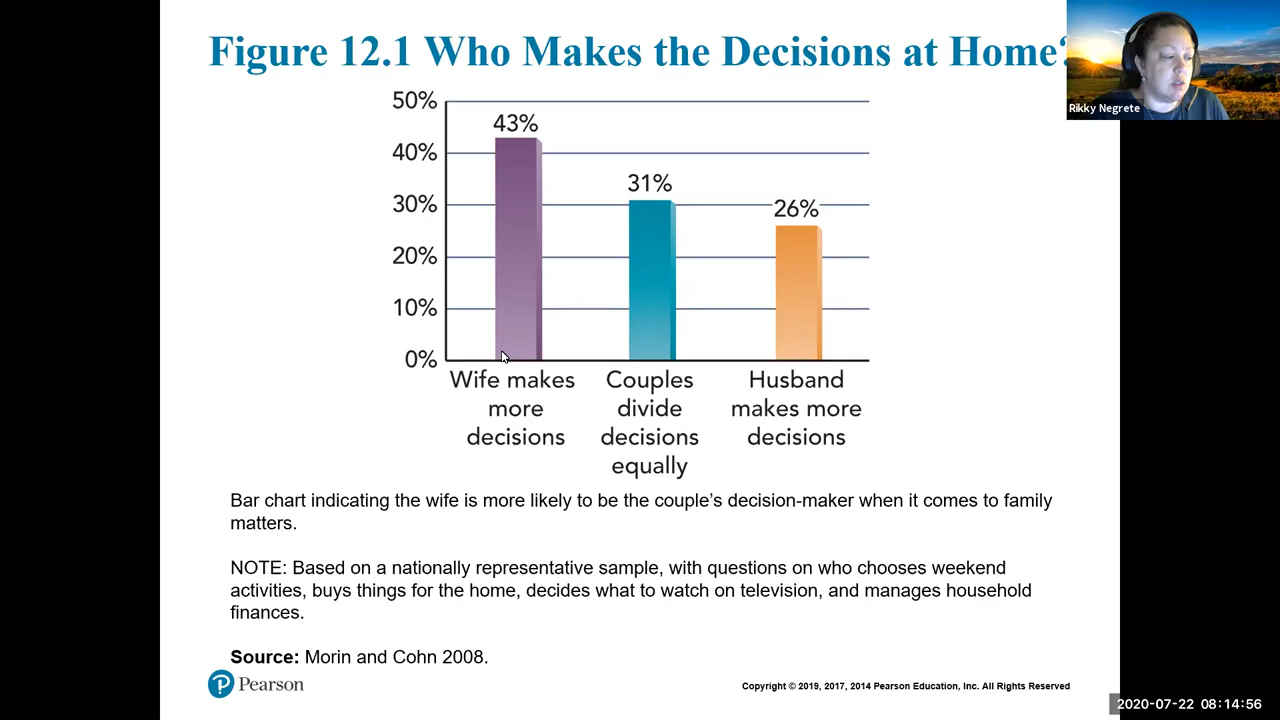 Figure 12.1 Who Makes the Decisions at Home?
Rikky Negrete
50%
40%
30%
20%
10%
0%
43%
31%
26%
Wife makes
more
decisions
Couples
divide
decisions
equally
Husband
makes more
decisions
Bar chart indicating the wife is more likely to be the couple's decision-maker when it comes to family
matters.
NOTE: Based on a nationally representative sample, with questions on who chooses weekend
activities, buys things for the home, decides what to watch on television, and manages household
finances.
Source: Morin and Cohn 2008.
P Pearson
Copyright © 2019, 2017, 2014 Pearson Education, Inc. All Rights Reserved
2020-07-22 08:14:56